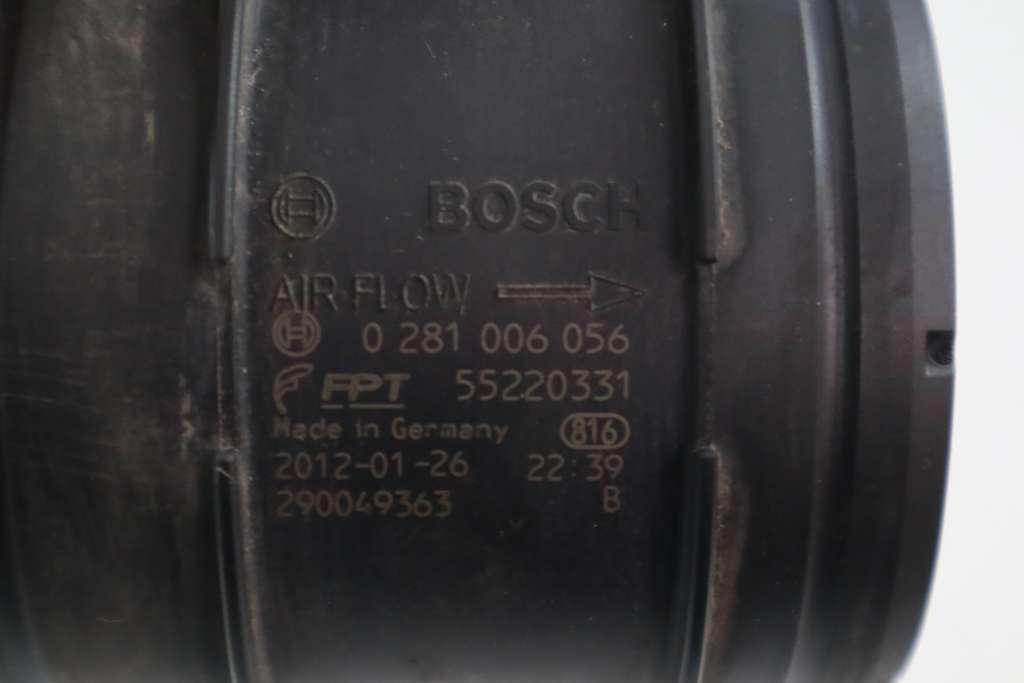 BOSCH
AIR FLOW
0 281 006 056
FPT 55220331
Made in Germany 816
2012-01-26 22:39
290049363 B